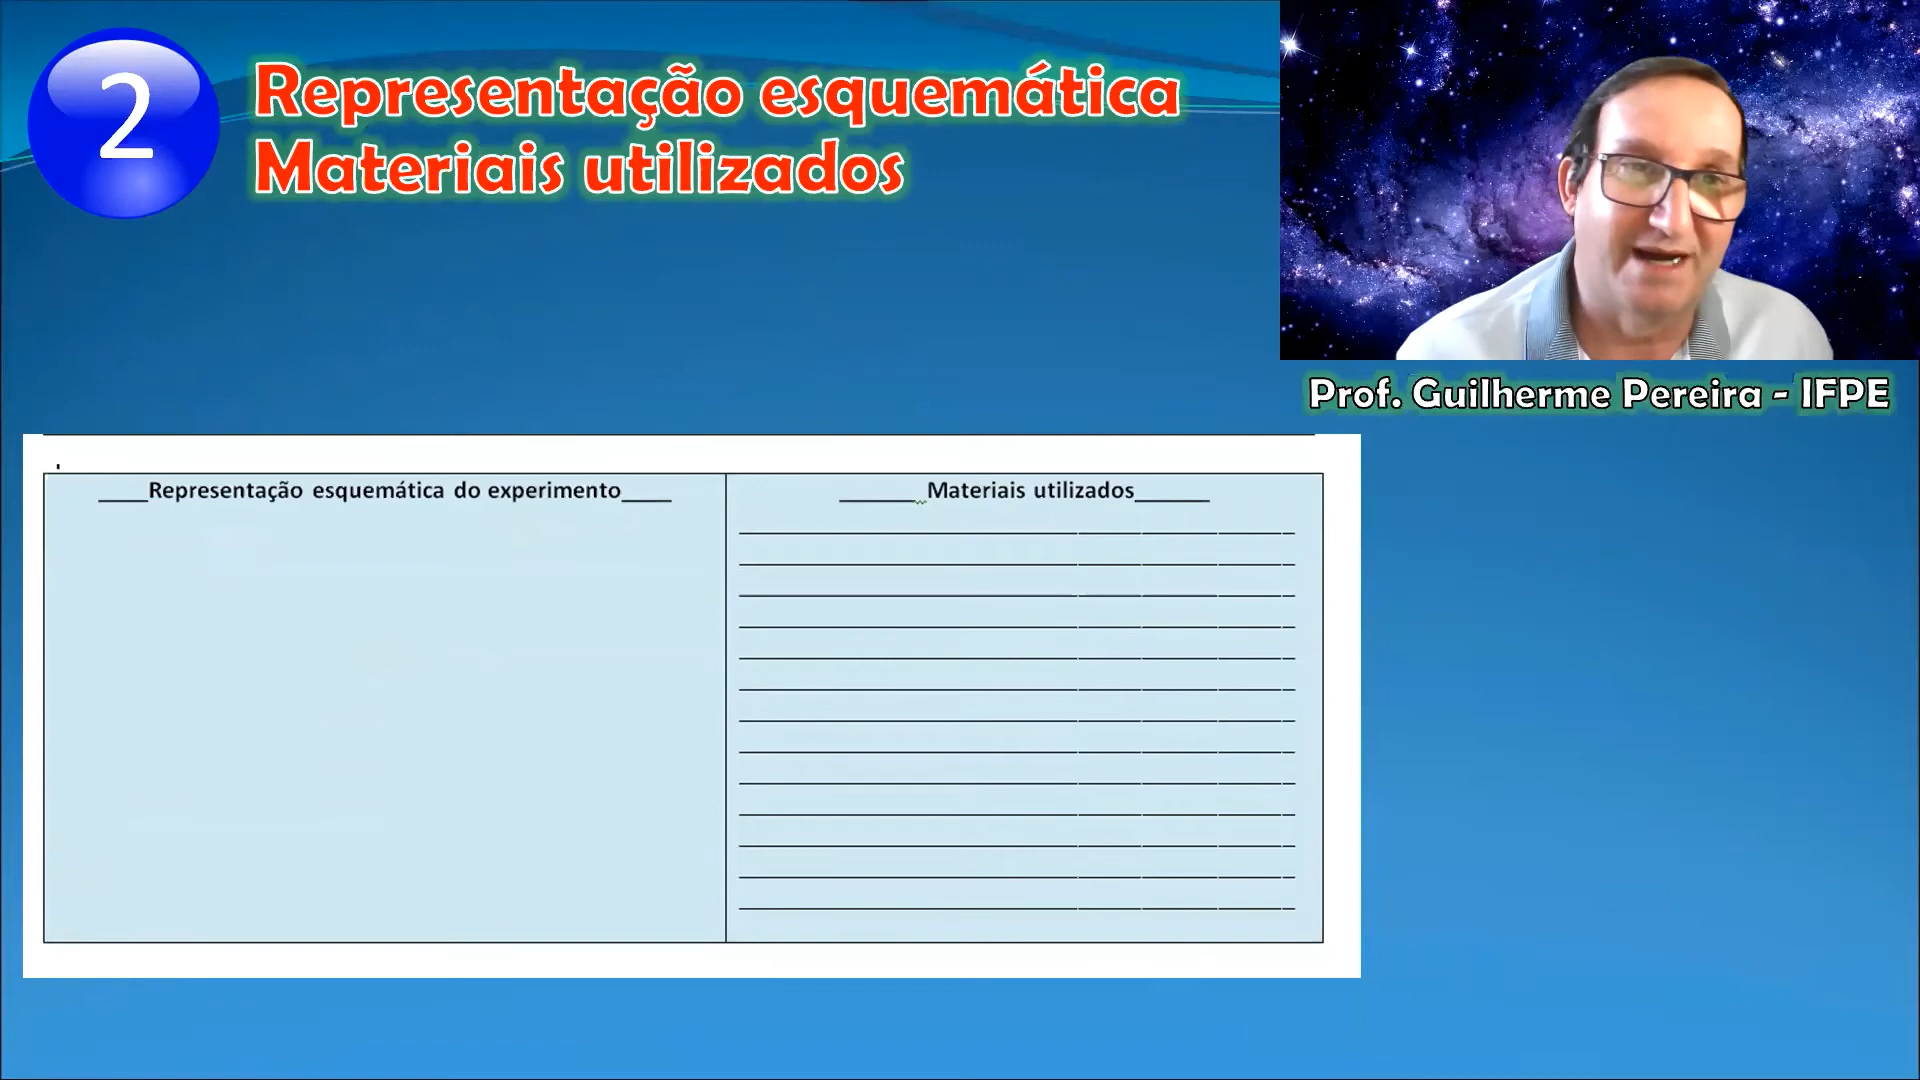 2
Representação esquemática
Materiais utilizados
Prof. Guilherme Pereira - IFPE
____Representação esquemática do experimento____
______Materiais utilizados______